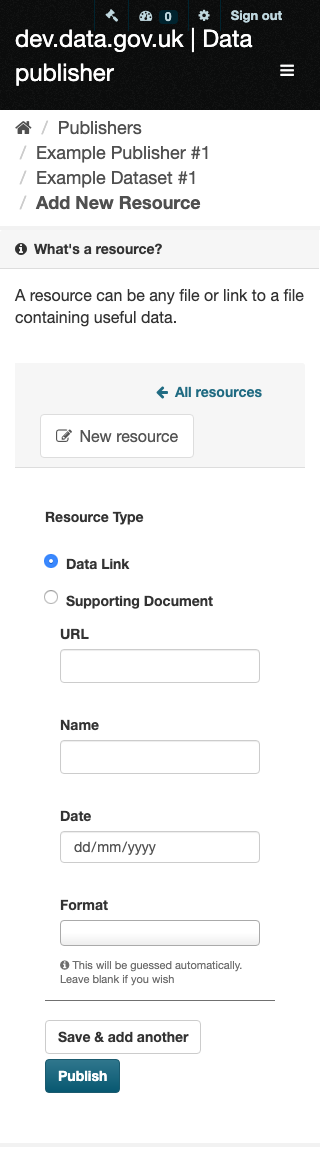 0 Sign out
dev.data.gov.uk | Data
publisher
/ Publishers
/ Example Publisher #1
/ Example Dataset #1
/ Add New Resource
What's a resource?
A resource can be any file or link to a file
containing useful data.
All resources
New resource
Resource Type
Data Link
Supporting Document
URL
Name
Date
dd/mm/yyyy
Format
This will be guessed automatically.
Leave blank if you wish
Save & add another
Publish